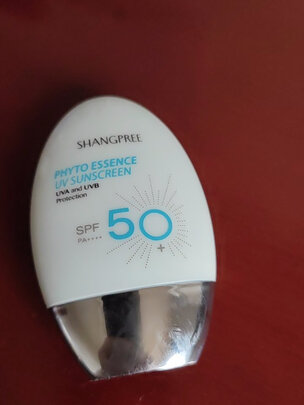 SHANGPREE
PHYTO ESSENCE
UV SUNSCREEN
UVA and UVB
Protection
SPF 50+
PA++++